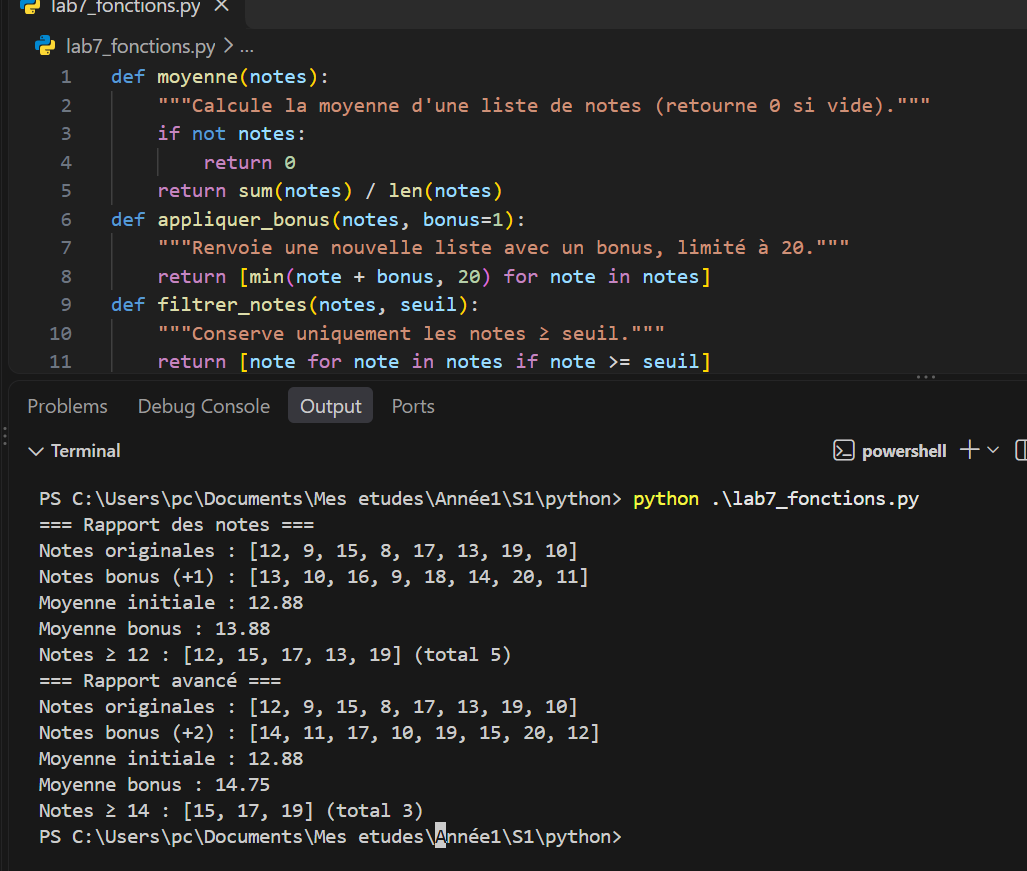 lab7_fonctions.py ×
lab7_fonctions.py > ...
1 def moyenne(notes):
2 """Calcule la moyenne d'une liste de notes (retourne 0 si vide)."""
3 if not notes:
4 return 0
5 return sum(notes) / len(notes)
6 def appliquer_bonus(notes, bonus=1):
7 """Renvoie une nouvelle liste avec un bonus, limité à 20."""
8 return [min(note + bonus, 20) for note in notes]
9 def filtrer_notes(notes, seuil):
10 """Conserve uniquement les notes ≥ seuil."""
11 return [note for note in notes if note >= seuil]
Problems Debug Console Output Ports
Terminal powershell
PS C:\Users\pc\Documents\Mes etudes\Année1\S1\python> python .\lab7_fonctions.py
=== Rapport des notes ===
Notes originales : [12, 9, 15, 8, 17, 13, 19, 10]
Notes bonus (+1) : [13, 10, 16, 9, 18, 14, 20, 11]
Moyenne initiale : 12.88
Moyenne bonus : 13.88
Notes ≥ 12 : [12, 15, 17, 13, 19] (total 5)
=== Rapport avancé ===
Notes originales : [12, 9, 15, 8, 17, 13, 19, 10]
Notes bonus (+2) : [14, 11, 17, 10, 19, 15, 20, 12]
Moyenne initiale : 12.88
Moyenne bonus : 14.75
Notes ≥ 14 : [15, 17, 19] (total 3)
PS C:\Users\pc\Documents\Mes etudes\Année1\S1\python>